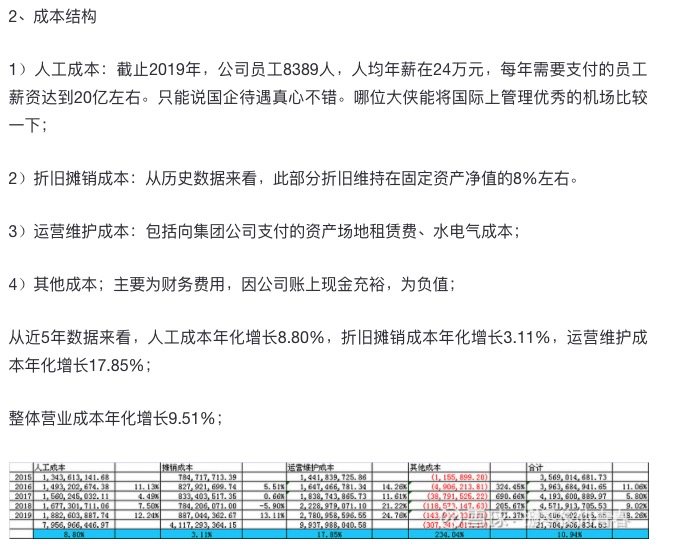 2、成本结构
1）人工成本：截止2019年，公司员工8389人，人均年薪在24万元，每年需要支付的员工
薪资达到20亿左右。只能说国企待遇真心不错。哪位大侠能将国际上管理优秀的机场比较
一下；
2）折旧摊销成本：从历史数据来看，此部分折旧维持在固定资产净值的8%左右。
3）运营维护成本：包括向集团公司支付的资产场地租赁费、水电气成本；
4）其他成本；主要为财务费用，因公司账上现金充裕，为负值；
从近5年数据来看，人工成本年化增长8.80%，折旧摊销成本年化增长3.11%，运营维护成
本年化增长17.85%；
整体营业成本年化增长9.51%；
人工成本 摊销成本 运营维护成本 其他成本 合计
2015 1,343,613,141.68 784,717,713.39 1,441,839,725.86 (1,155,899.20) 3,569,014,681.73
2016 1,493,202,674.38 11.13% 827,921,699.74 5.51% 1,647,466,781.34 14.26% (4,906,213.81) 324.45% 3,963,684,941.65 11.06%
2017 1,560,245,032.11 4.49% 833,403,517.35 0.66% 1,838,743,865.73 11.61% (38,791,525.22) 690.66% 4,193,600,889.97 5.80%
2018 1,677,301,711.06 7.50% 784,206,071.00 -5.90% 2,228,979,071.10 21.22% (118,573,147.63) 205.67% 4,571,913,705.53 9.02%
2019 1,882,603,887.74 12.24% 887,044,362.67 13.11% 2,780,958,596.55 24.76% 18.26%
7,956,966,446.97 4,117,293,364.15 9,937,988,040.58
8.80% 3.11% 17.85% 234.04% 10.94%